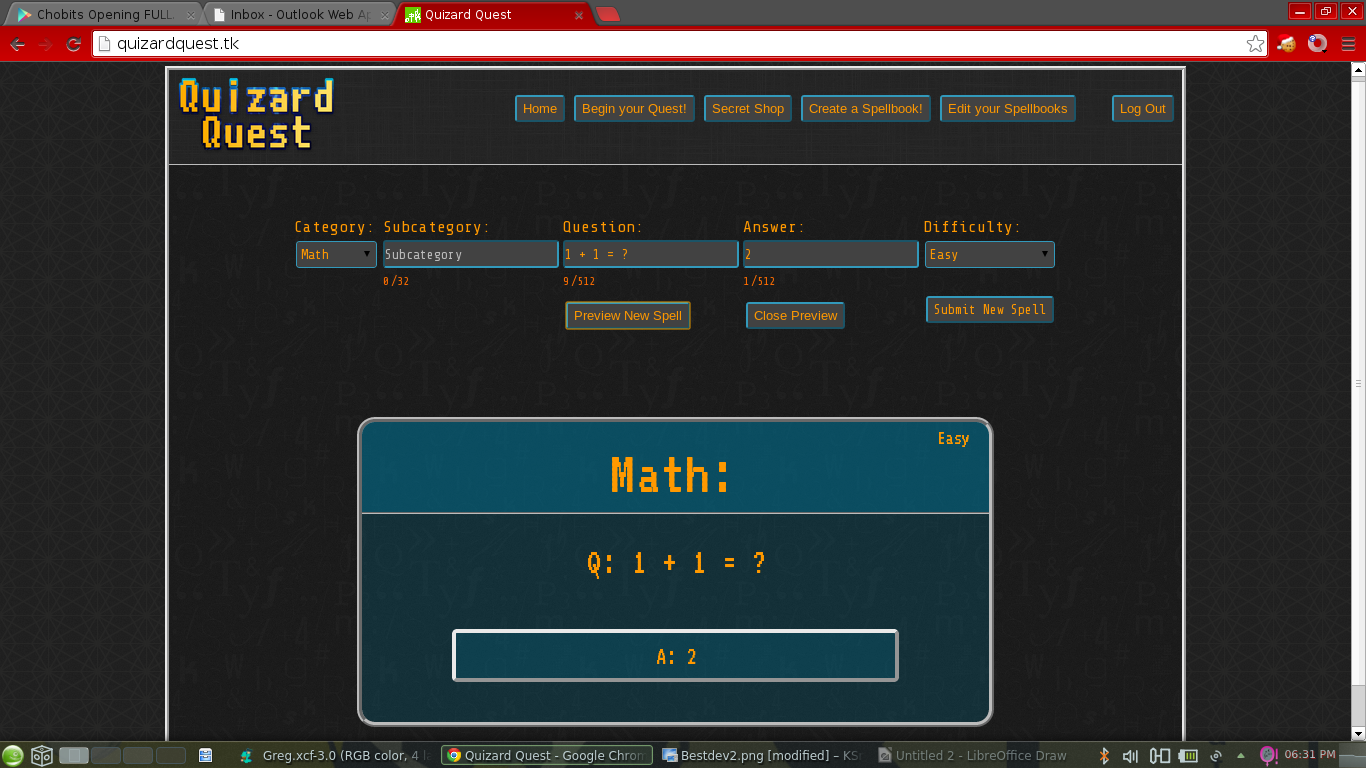 Chobits Opening FULL
Inbox - Outlook Web Ap
Quizard Quest
quizardquest.tk
Quizard
Quest
Home
Begin your Quest!
Secret Shop
Create a Spellbook!
Edit your Spellbooks
Log Out
Category: Subcategory: Question: Answer: Difficulty:
Math Subcategory 1 + 1 = ? 2 Easy
0/32 9/512 1/512
Preview New Spell Close Preview Submit New Spell
Easy
Math:
Q: 1 + 1 = ?
A: 2
Greg.xcf-3.0 (RGB color, 4 l
Quizard Quest - Google Chrom
Bestdev2.png [modified] – KS
Untitled 2 - LibreOffice Draw
06:31 PM